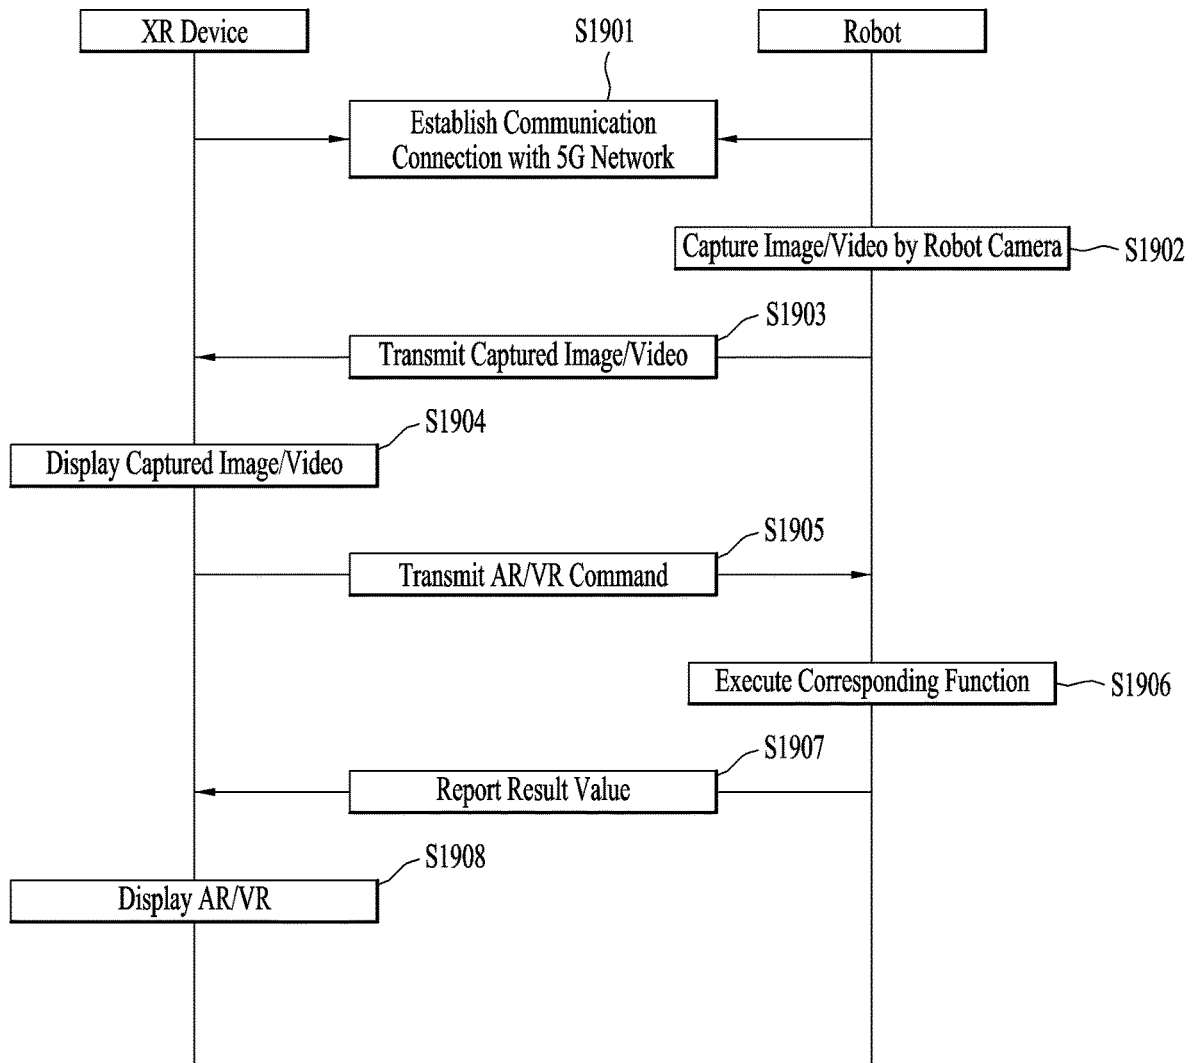 XR Device
S1901
Robot
Establish Communication
Connection with 5G Network
Capture Image/Video by Robot Camera
S1902
S1903
Transmit Captured Image/Video
S1904
Display Captured Image/Video
S1905
Transmit AR/VR Command
Execute Corresponding Function
S1906
S1907
Report Result Value
S1908
Display AR/VR